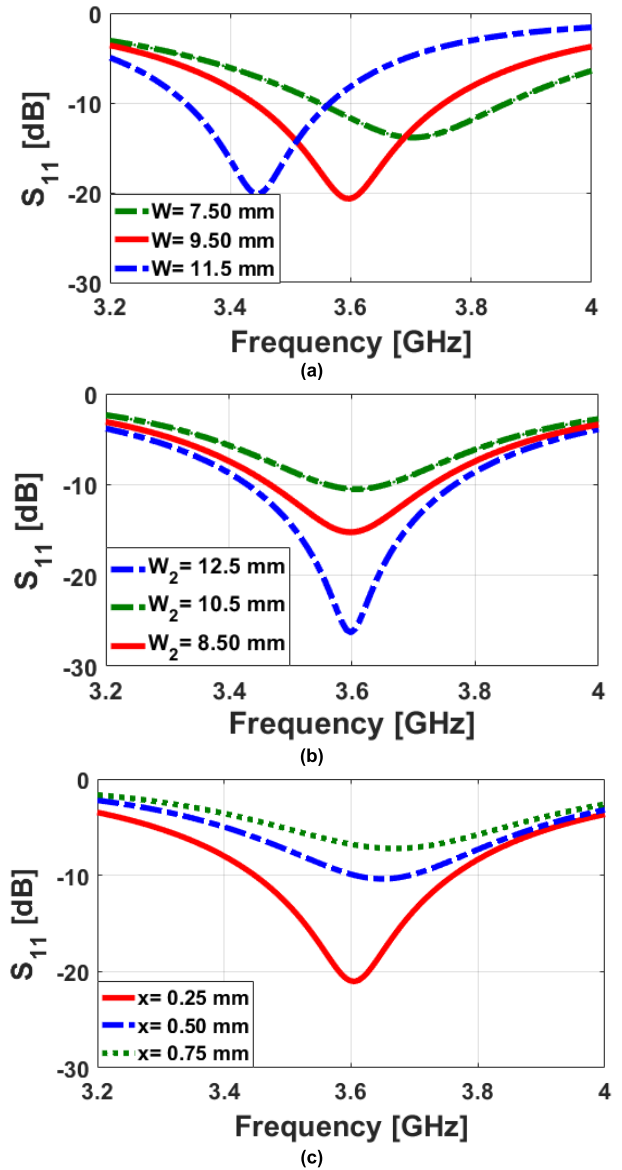 0
-10
-20
-30
S11 [dB]
W= 7.50 mm
W= 9.50 mm
W= 11.5 mm
3.2 3.4 3.6 3.8 4
Frequency [GHz]
(a)
0
-10
-20
-30
S11 [dB]
W2= 12.5 mm
W2= 10.5 mm
W2= 8.50 mm
3.2 3.4 3.6 3.8 4
Frequency [GHz]
(b)
0
-10
-20
-30
S11 [dB]
x= 0.25 mm
x= 0.50 mm
x= 0.75 mm
3.2 3.4 3.6 3.8 4
Frequency [GHz]
(c)